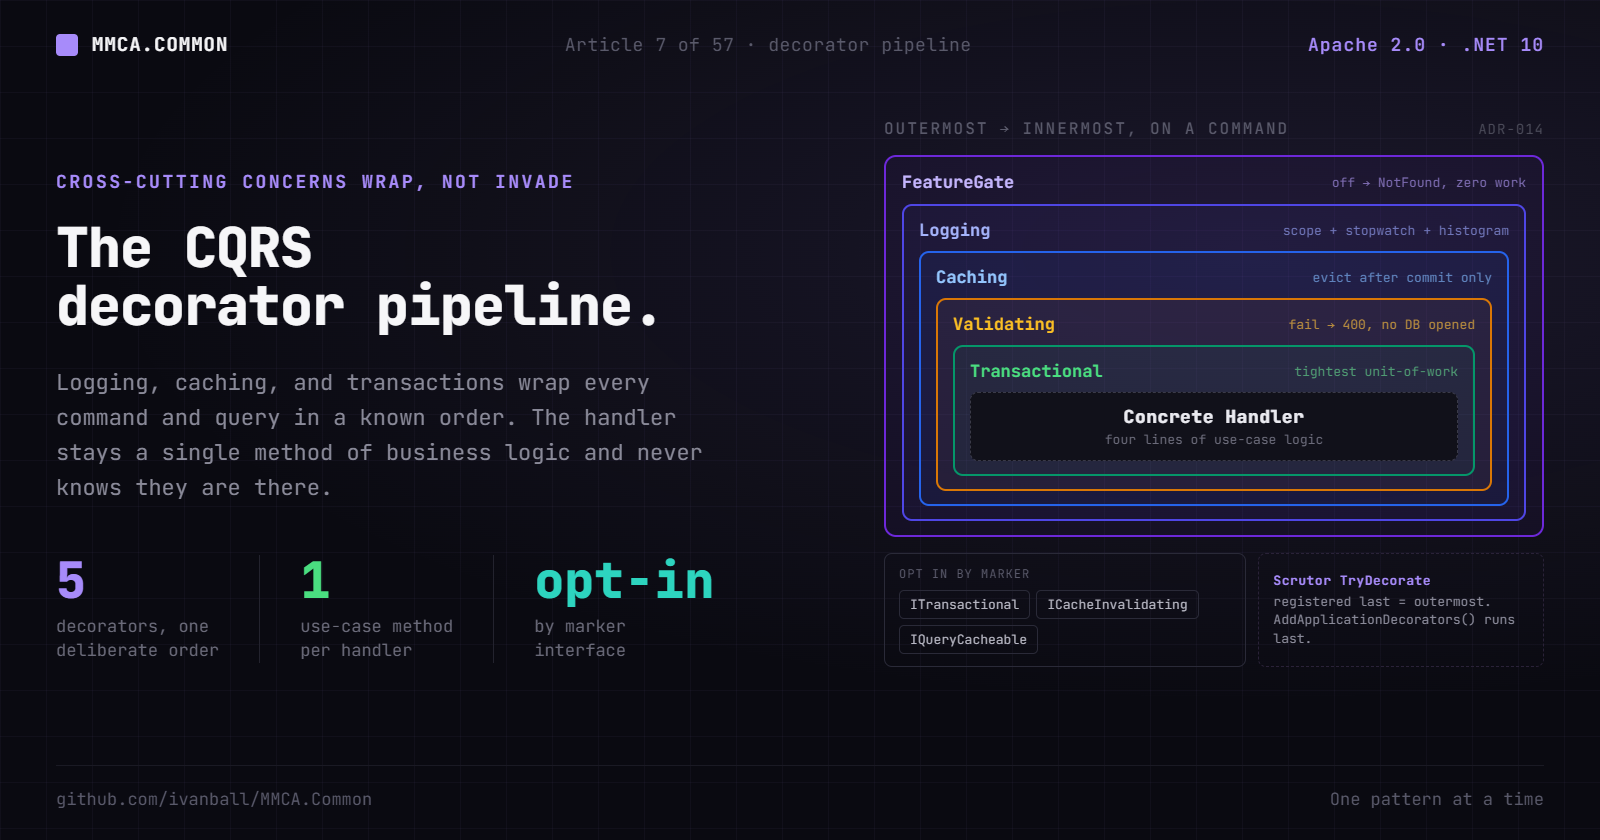 MMCA.COMMON
Article 7 of 57 · decorator pipeline
Apache 2.0 · .NET 10
CROSS-CUTTING CONCERNS WRAP, NOT INVADE
The CQRS
decorator pipeline.
Logging, caching, and transactions wrap every
command and query in a known order. The handler
stays a single method of business logic and never
knows they are there.
5
decorators, one
deliberate order
1
use-case method
per handler
opt-in
by marker
interface
OUTERMOST → INNERMOST, ON A COMMAND
ADR-014
FeatureGate
off → NotFound, zero work
Logging
scope + stopwatch + histogram
Caching
evict after commit only
Validating
fail → 400, no DB opened
Transactional
tightest unit-of-work
Concrete Handler
four lines of use-case logic
OPT IN BY MARKER
ITransactional
ICacheInvalidating
IQueryCacheable
Scrutor TryDecorate
registered last = outermost.
AddApplicationDecorators() runs
last.
github.com/ivanball/MMCA.Common
One pattern at a time